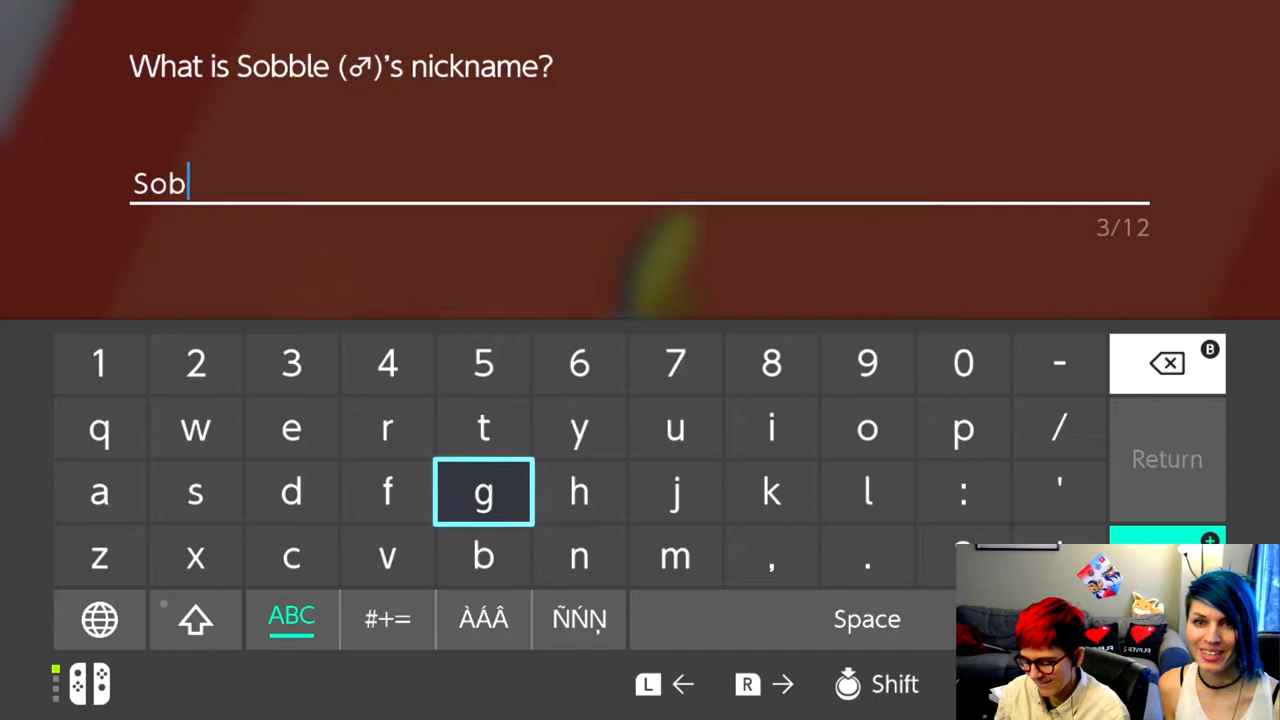 What is Sobble (♂)'s nickname?
Sob
3/12
1 2 3 4 5 6 7 8 9 0 -
B
q w e r t y u i o p /
Return
a s d f g h j k l : '
z x c v b n m , .
+
ABC #+= ÀÁÂ ÑŃŅ Space
L ← R → Shift